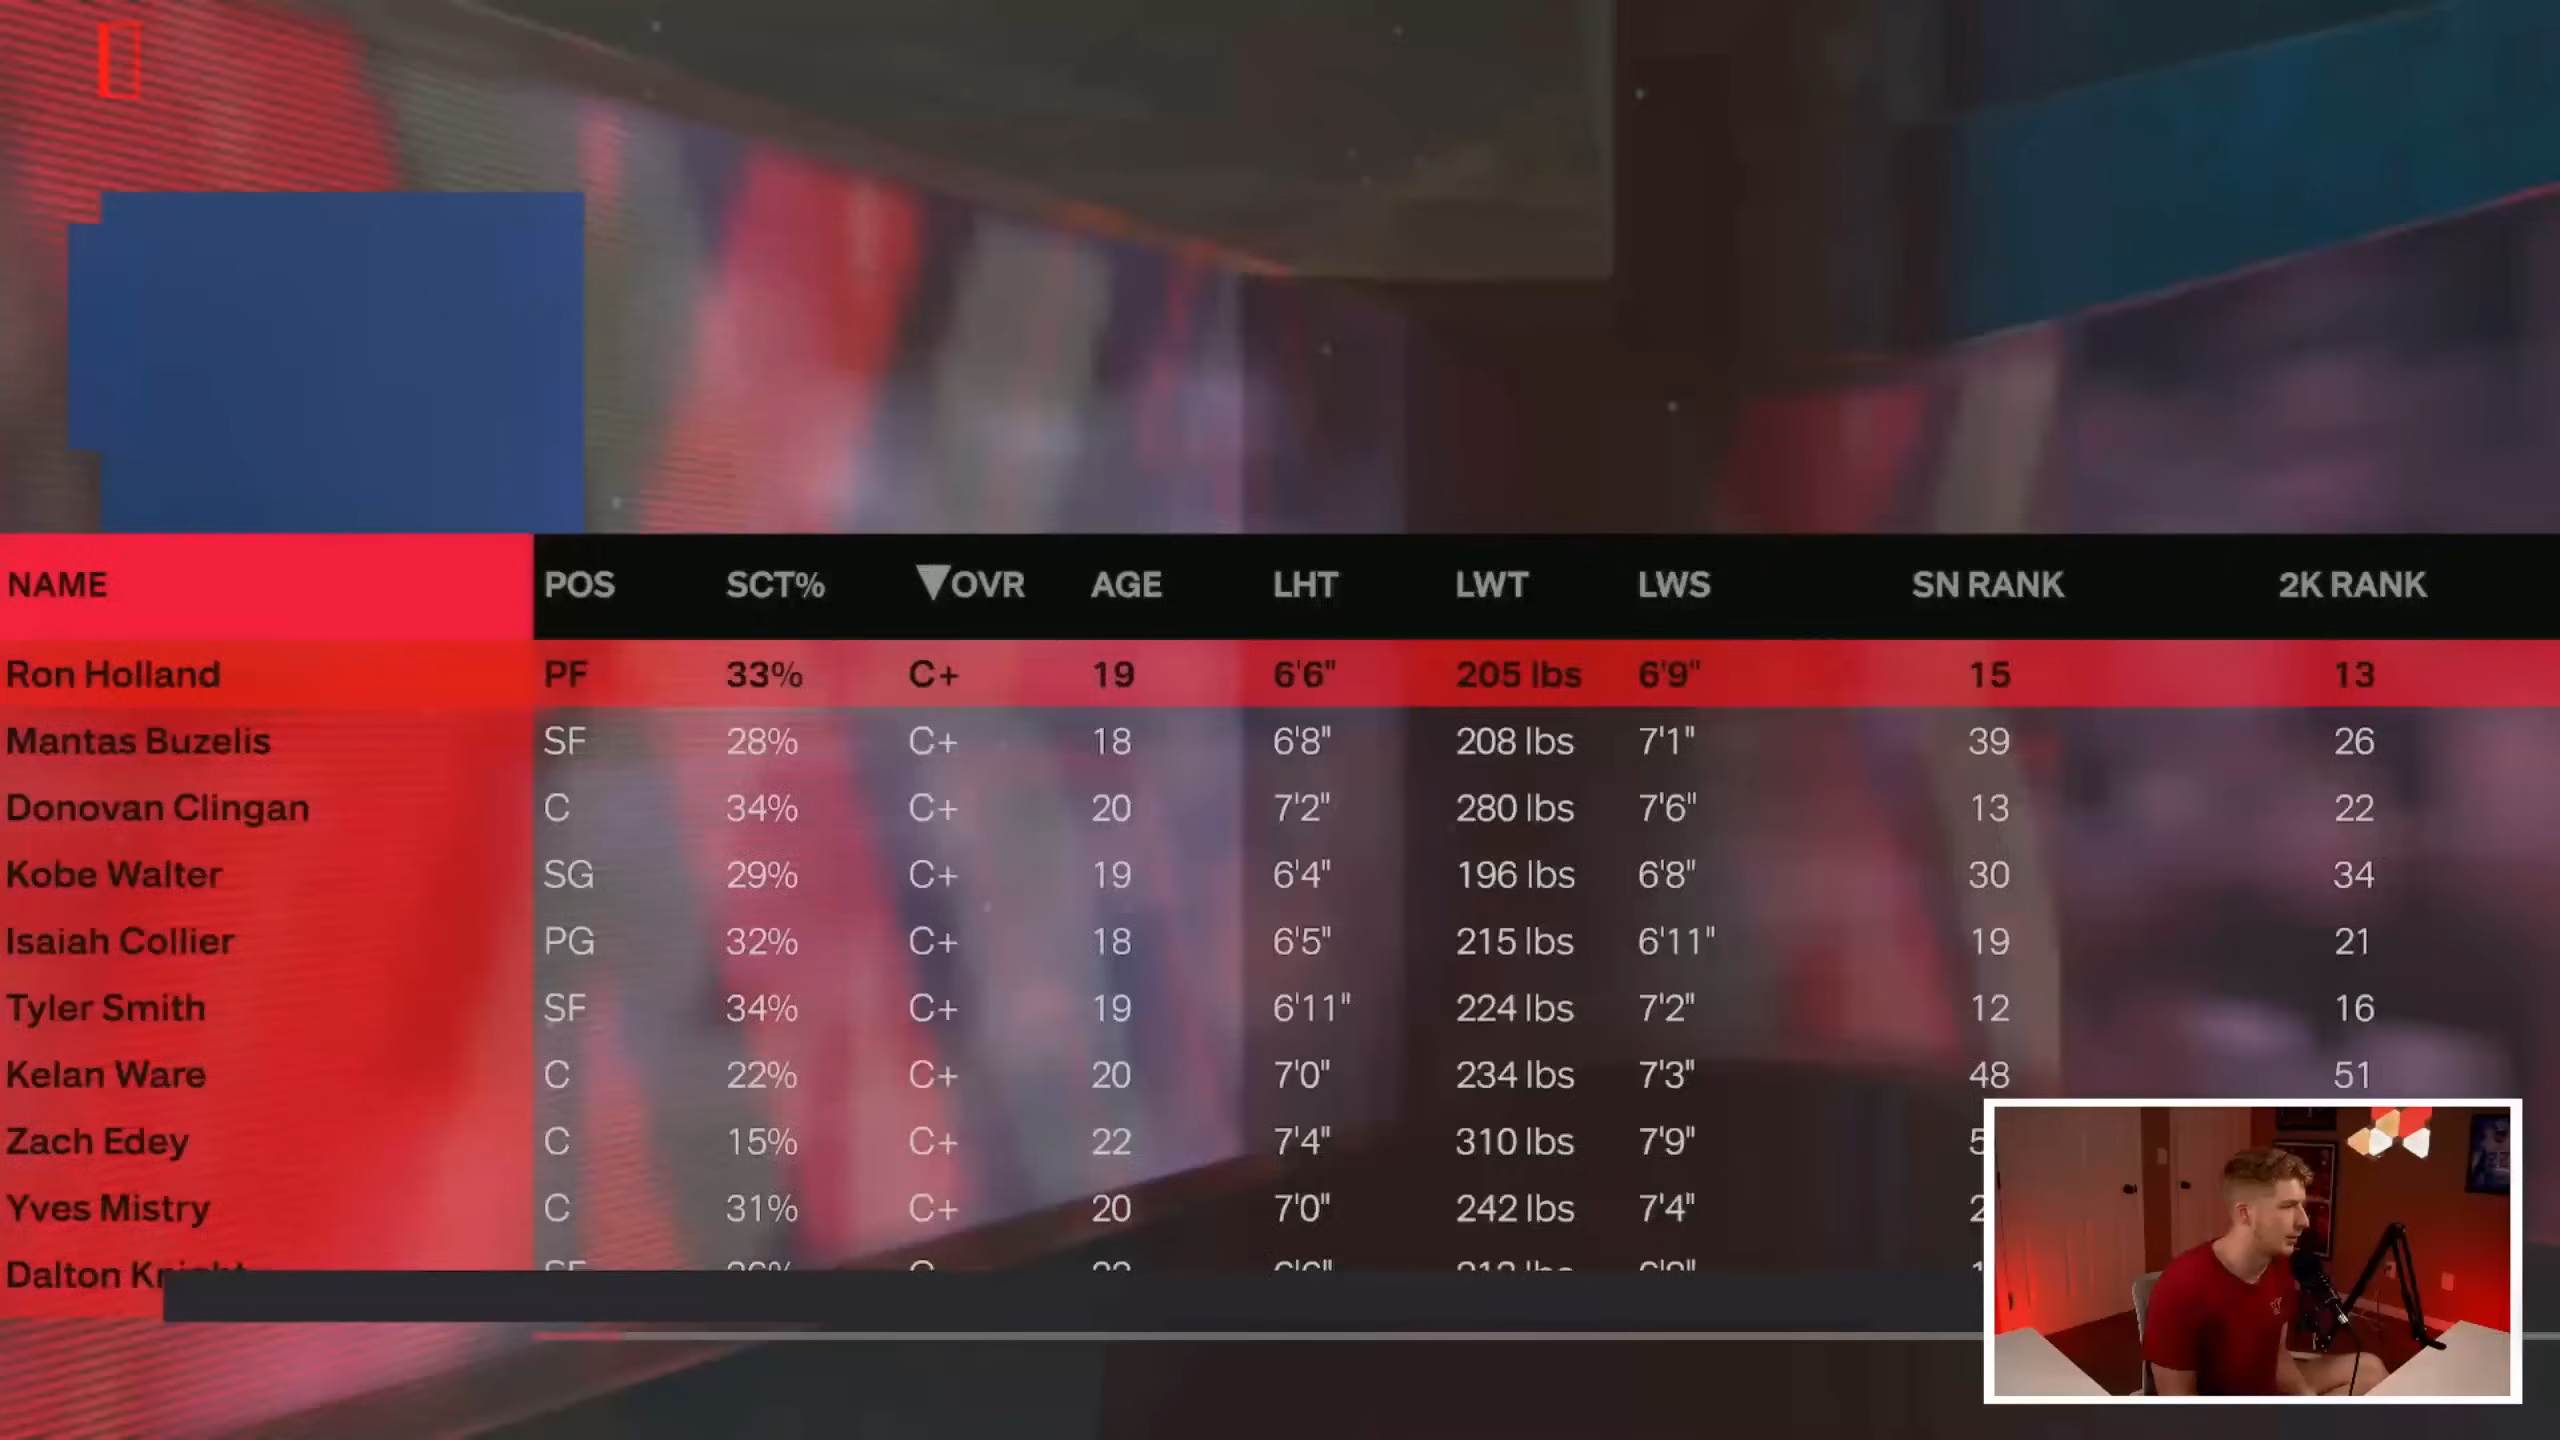 NAME POS SCT% ▼OVR AGE LHT LWT LWS SN RANK 2K RANK
Ron Holland PF 33% C+ 19 6'6" 205 lbs 6'9" 15 13
Mantas Buzelis SF 28% C+ 18 6'8" 208 lbs 7'1" 39 26
Donovan Clingan C 34% C+ 20 7'2" 280 lbs 7'6" 13 22
Kobe Walter SG 29% C+ 19 6'4" 196 lbs 6'8" 30 34
Isaiah Collier PG 32% C+ 18 6'5" 215 lbs 6'11" 19 21
Tyler Smith SF 34% C+ 19 6'11" 224 lbs 7'2" 12 16
Kelan Ware C 22% C+ 20 7'0" 234 lbs 7'3" 48 51
Zach Edey C 15% C+ 22 7'4" 310 lbs 7'9"
Yves Mistry C 31% C+ 20 7'0" 242 lbs 7'4"
Dalton